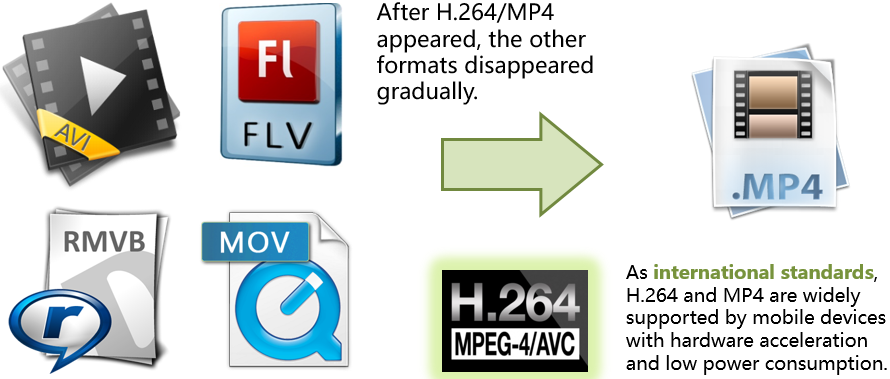 AVI
Fl
FLV
After H.264/MP4
appeared, the other
formats disappeared
gradually.
.MP4
RMVB
r
MOV
H.264
MPEG-4/AVC
As international standards,
H.264 and MP4 are widely
supported by mobile devices
with hardware acceleration
and low power consumption.